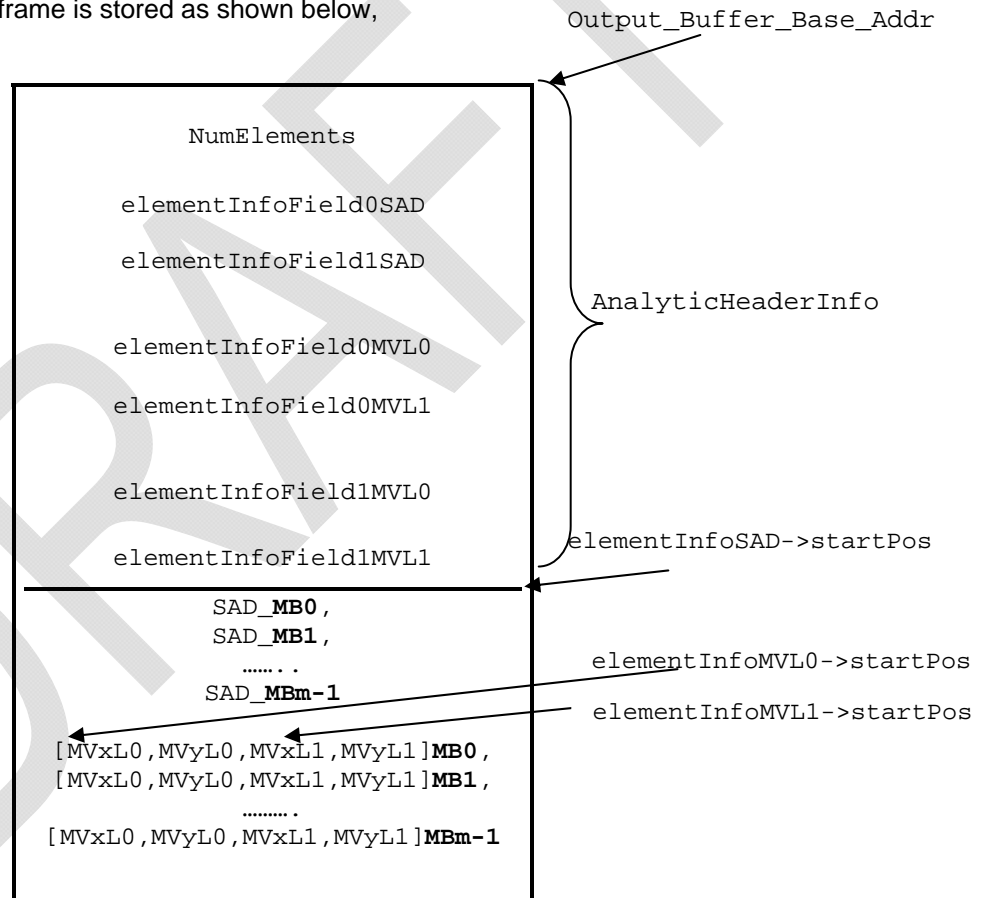 frame is stored as shown below,
Output_Buffer_Base_Addr
NumElements
elementInfoField0SAD
elementInfoField1SAD
AnalyticHeaderInfo
elementInfoField0MVL0
elementInfoField0MVL1
elementInfoField1MVL0
elementInfoSAD->startPos
elementInfoField1MVL1
SAD_MB0,
SAD_MB1,
……..
SAD_MBm-1
elementInfoMVL0->startPos
elementInfoMVL1->startPos
[MVxL0,MVyL0,MVxL1,MVyL1]MB0,
[MVxL0,MVyL0,MVxL1,MVyL1]MB1,
……….
[MVxL0,MVyL0,MVxL1,MVyL1]MBm-1
DRAFT